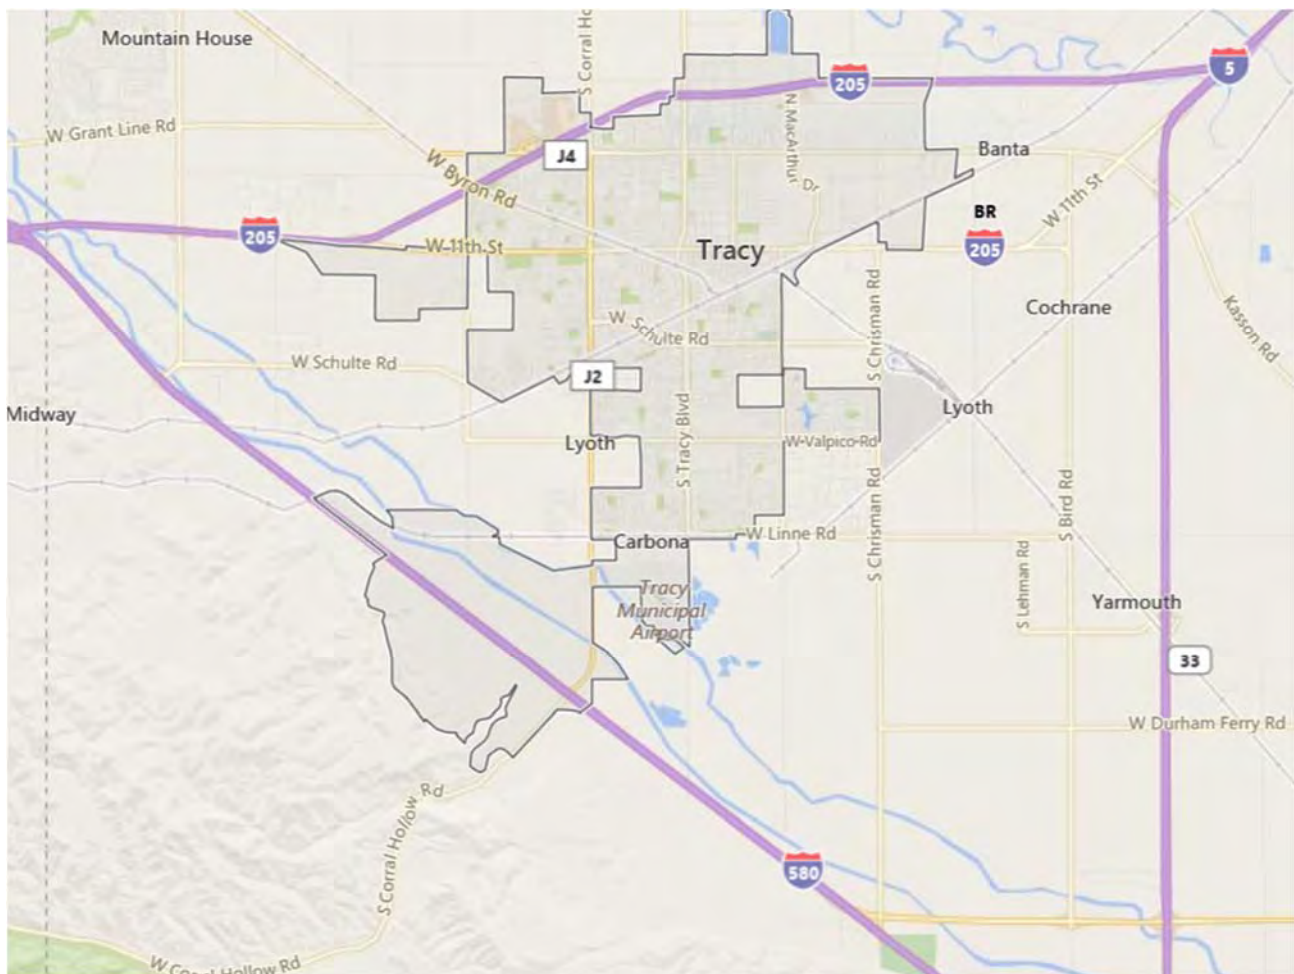 Mountain House
S Corral Ho
5
205
W Grant Line Rd
N MacArthur
Dr
J4
Banta
W Byron Rd
W 11th St
BR
205
205
W 11th St
Tracy
Cochrane
Kasson Rd
W Schulte Rd
S Chrisman Rd
W Schulte Rd
J2
Midway
Lyoth
Lyoth
S Tracy Blvd
W Valpico Rd
S Chrisman Rd
S Bird Rd
Carbona
W Linne Rd
S Lehman Rd
Tracy
Municipal
Airport
Yarmouth
33
W Durham Ferry Rd
S Corral Hollow Rd
580
W Corral Hollow Rd